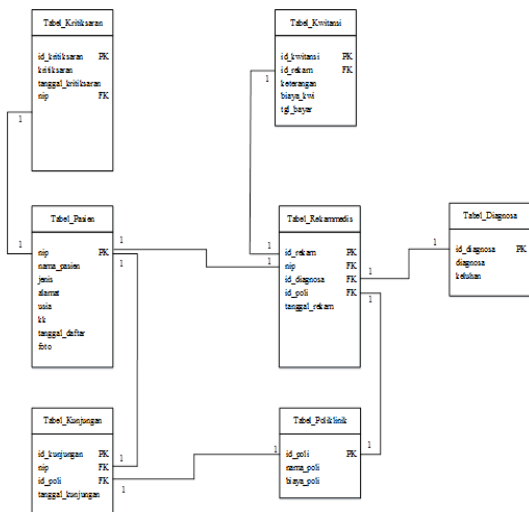 Tabel_Kritiksaran
id_kritiksaran PK
kritiksaran
tanggal_kritiksaran
nip FK
1
Tabel_Kwitansi
id_kwitansi PK
id_rekam FK
keterangan
biaya_kwi
tgl_bayar
1
Tabel_Pasien
nip PK
nama_pasien
jenis
alamat
usia
kk
tanggal_daftar
foto
1
1
1
Tabel_Rekammedis
id_rekam PK
nip FK
id_diagnosa FK
id_poli FK
tanggal_rekam
1
1
1
1
Tabel_Diagnosa
id_diagnosa PK
diagnosa
keluhan
1
Tabel_Kunjungan
id_kunjungan PK
nip FK
id_poli FK
tanggal_kunjungan
1
1
Tabel_Poliklinik
id_poli PK
nama_poli
biaya_poli
1
1